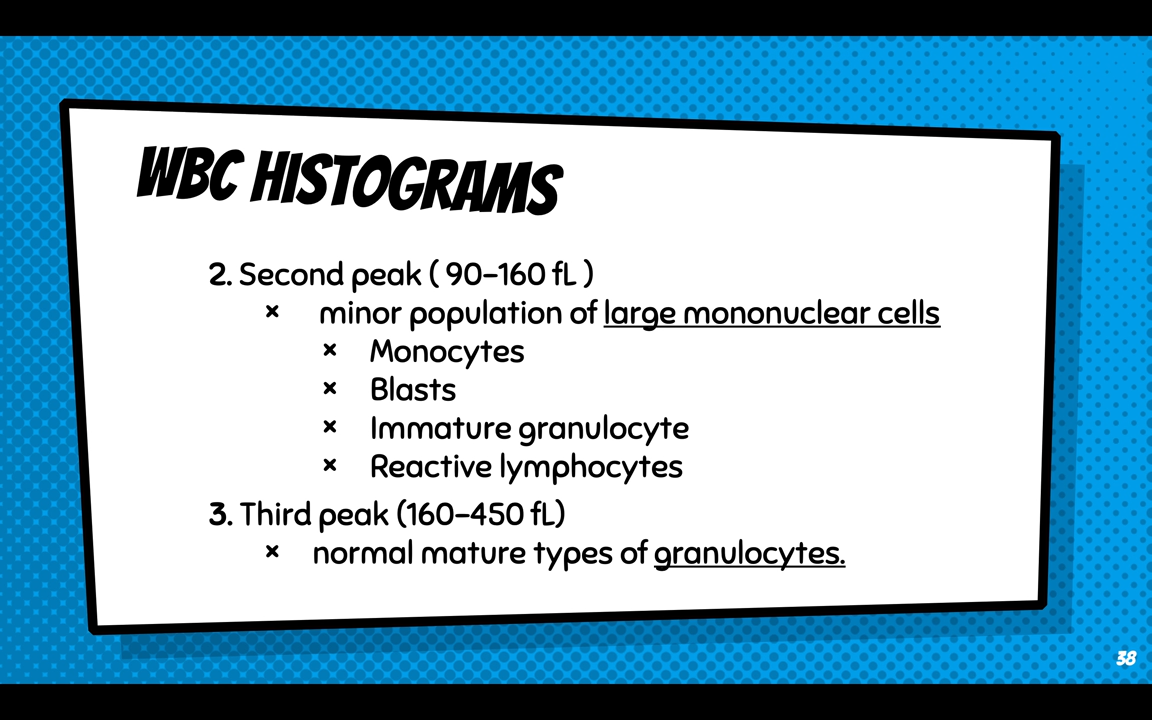 WBC HISTOGRAMS
2. Second peak ( 90–160 fL )
× minor population of large mononuclear cells
× Monocytes
× Blasts
× Immature granulocyte
× Reactive lymphocytes
3. Third peak (160–450 fL)
× normal mature types of granulocytes.
38